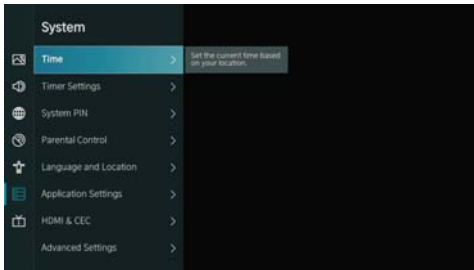 System
Time
Set the current time based
on your location.
Timer Settings
System PIN
Parental Control
Language and Location
Application Settings
HDMI & CEC
Advanced Settings